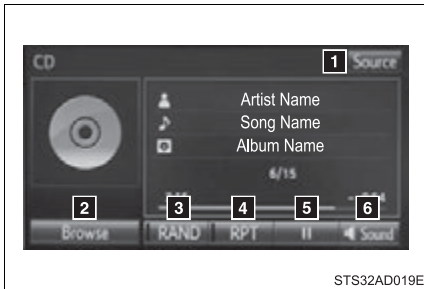 CD
1 Source
Artist Name
Song Name
Album Name
6/15
2 3 4 5 6
Browse RAND RPT Sound
STS32AD019E